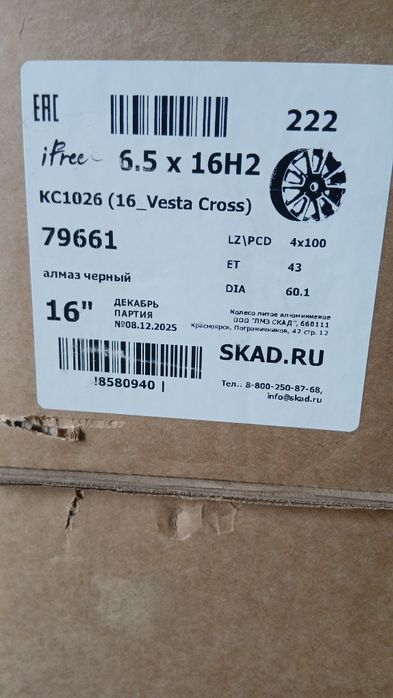 EAC
222
iFree 6.5 x 16H2
КС1026 (16_Vesta Cross)
79661
LZ\PCD 4x100
ET 43
DIA 60.1
алмаз черный
16"
ДЕКАБРЬ
ПАРТИЯ
№08.12.2025
Колесо литое алюминиевое
ООО "ЛМЗ СКАД", 660111
Красноярск, Пограничников, 42 стр. 12
SKAD.RU
!8580940 |
Тел.: 8-800-250-87-68,
info@skad.ru